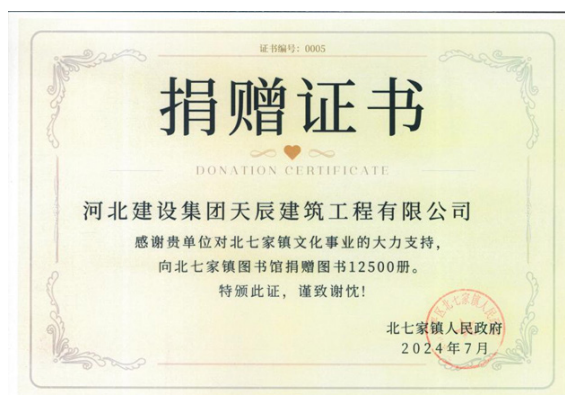 证书编号：0005
捐赠证书
DONATION CERTIFICATE
河北建设集团天辰建筑工程有限公司
感谢贵单位对北七家镇文化事业的大力支持，
向北七家镇图书馆捐赠图书12500册。
特颁此证，谨致谢忱！
北七家镇人民政府
2024年7月